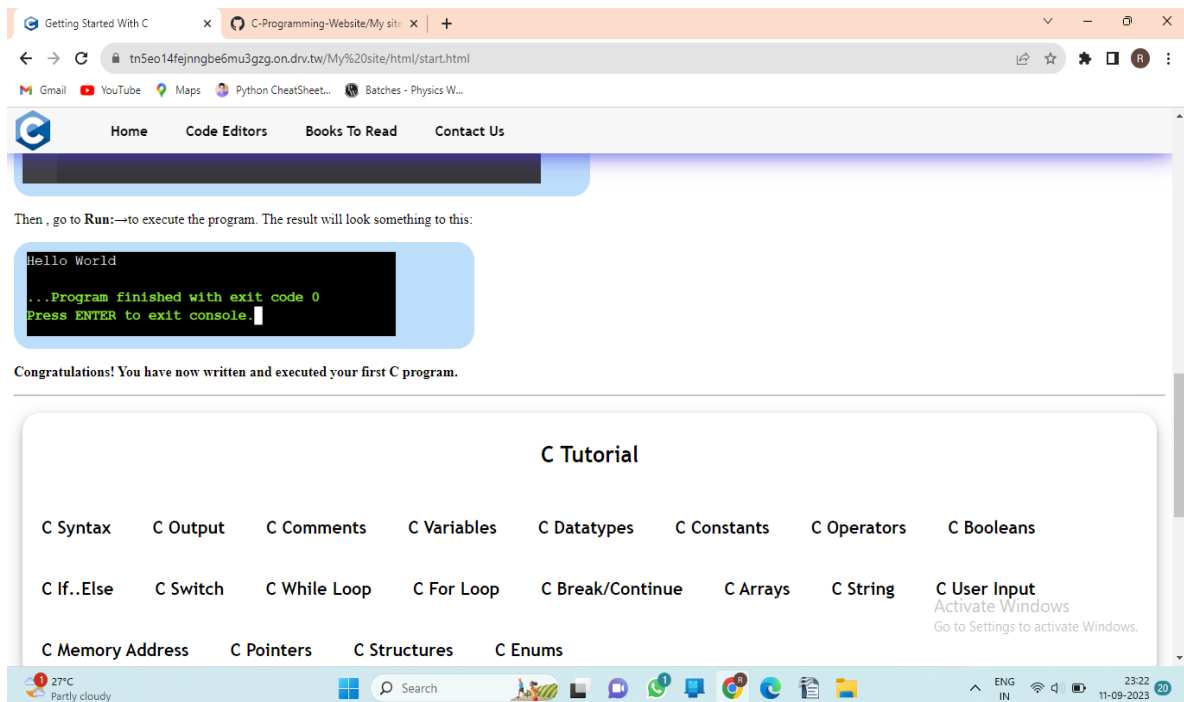 Getting Started With C
C-Programming-Website/My site
tn5eo14fejnngbe6mu3gzg.on.drv.tw/My%20site/html/start.html
R
Gmail YouTube Maps Python CheatSheet... Batches - Physics W...
C Home Code Editors Books To Read Contact Us
Then , go to Run:→to execute the program. The result will look something to this:
Hello World
...Program finished with exit code 0
Press ENTER to exit console.
Congratulations! You have now written and executed your first C program.
C Tutorial
C Syntax C Output C Comments C Variables C Datatypes C Constants C Operators C Booleans
C If..Else C Switch C While Loop C For Loop C Break/Continue C Arrays C String C User Input
Activate Windows
Go to Settings to activate Windows.
C Memory Address C Pointers C Structures C Enums
1 27°C
Partly cloudy
Search
1
R
ENG
IN
23:22
11-09-2023
20